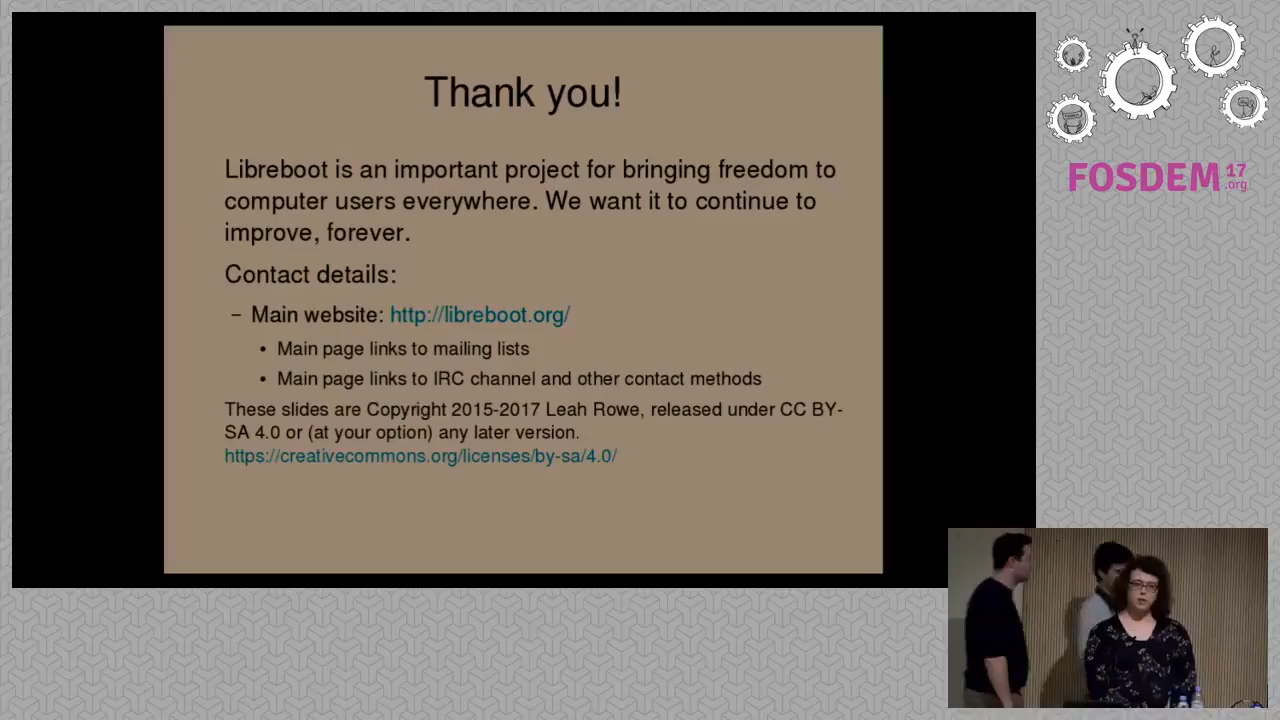 Thank you!
Libreboot is an important project for bringing freedom to
computer users everywhere. We want it to continue to
improve, forever.
Contact details:
– Main website: http://libreboot.org/
• Main page links to mailing lists
• Main page links to IRC channel and other contact methods
These slides are Copyright 2015-2017 Leah Rowe, released under CC BY-
SA 4.0 or (at your option) any later version.
https://creativecommons.org/licenses/by-sa/4.0/
FOSDEM 17
.org